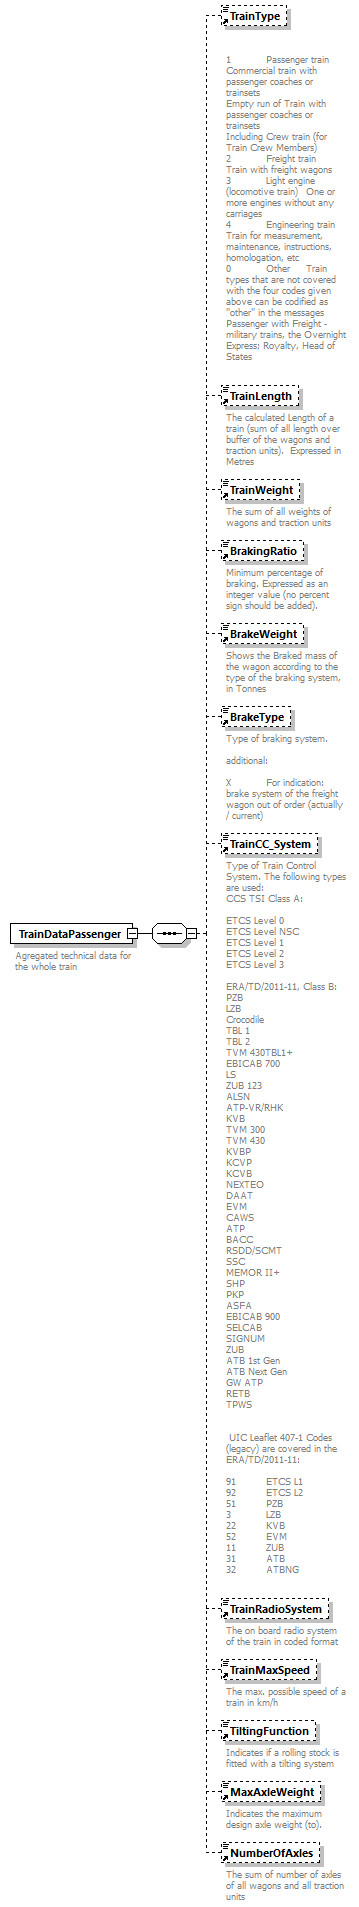 TrainType
1 Passenger train
Commercial train with
passenger coaches or
trainsets
Empty run of Train with
passenger coaches or
trainsets
Including Crew train (for
Train Crew Members)
2 Freight train
Train with freight wagons
3 Light engine
(locomotive train) One or
more engines without any
carriages
4 Engineering train
Train for measurement,
maintenance, instructions,
homologation, etc
0 Other Train
types that are not covered
with the four codes given
above can be codified as
"other" in the messages
Passenger with Freight -
military trains, the Overnight
Express; Royalty, Head of
States
TrainLength
The calculated Length of a
train (sum of all length over
buffer of the wagons and
traction units). Expressed in
Metres
TrainWeight
The sum of all weights of
wagons and traction units
BrakingRatio
Minimum percentage of
braking. Expressed as an
integer value (no percent
sign should be added).
BrakeWeight
Shows the Braked mass of
the wagon according to the
type of the braking system,
in Tonnes
BrakeType
Type of braking system.
additional:
X For indication:
brake system of the freight
wagon out of order (actually
/ current)
TrainCC_System
Type of Train Control
System. The following types
are used:
CCS TSI Class A:
ETCS Level 0
ETCS Level NSC
ETCS Level 1
ETCS Level 2
ETCS Level 3
TrainDataPassenger
Agregated technical data for
the whole train
ERA/TD/2011-11, Class B:
PZB
LZB
Crocodile
TBL 1
TBL 2
TVM 430TBL1+
EBICAB 700
LS
ZUB 123
ALSN
ATP-VR/RHK
KVB
TVM 300
TVM 430
KVBP
KCVP
KCVB
NEXTEO
DAAT
EVM
CAWS
ATP
BACC
RSDD/SCMT
SSC
MEMOR II+
SHP
PKP
ASFA
EBICAB 900
SELCAB
SIGNUM
ZUB
ATB 1st Gen
ATB Next Gen
GW ATP
RETB
TPWS
UIC Leaflet 407-1 Codes
(legacy) are covered in the
ERA/TD/2011-11:
91 ETCS L1
92 ETCS L2
51 PZB
3 LZB
22 KVB
52 EVM
11 ZUB
31 ATB
32 ATBNG
TrainRadioSystem
The on board radio system
of the train in coded format
TrainMaxSpeed
The max. possible speed of a
train in km/h
TiltingFunction
Indicates if a rolling stock is
fitted with a tilting system
MaxAxleWeight
Indicates the maximum
design axle weight (to).
NumberOfAxles
The sum of number of axles
of all wagons and all traction
units